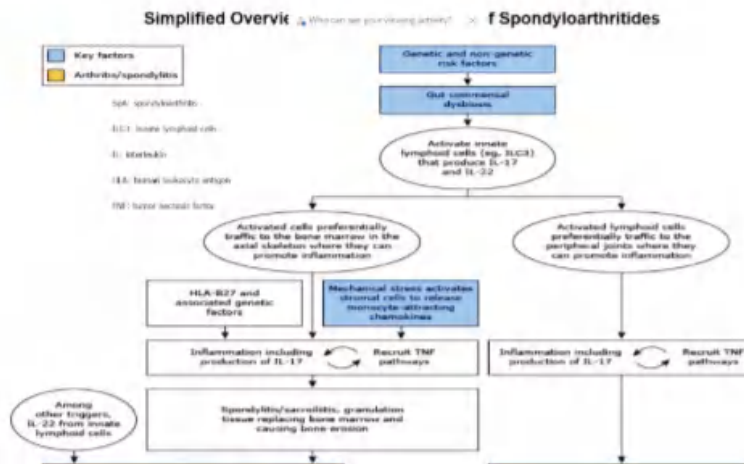 Simplified Overvie
Who can see your viewing activity?
f Spondyloarthritides
Key factors
Arthritis/spondylitis
SpA: spondyloarthritis
ILC3: innate lymphoid cells
IL: interleukin
HLA: human leukocyte antigen
TNF: tumor necrosis factor
Genetic and non-genetic
risk factors
Gut commensal
dysbiosis
Activate innate
lymphoid cells (eg, ILC3)
that produce IL-17
and IL-22
Activated cells preferentially
traffic to the bone marrow in the
axial skeleton where they can
promote inflammation
Activated lymphoid cells
preferentially traffic to the
peripheral joints where they
can promote inflammation
HLA-B27 and
associated genetic
factors
Mechanical stress activates
stromal cells to release
monocyte-attracting
chemokines
Inflammation including
production of IL-17
Recruit TNF
pathways
Inflammation including
production of IL-17
Recruit TNF
pathways
Among
other triggers,
IL-22 from innate
lymphoid cells
Spondylitis/sacroiliitis, granulation
tissue replacing bone marrow and
causing bone erosion